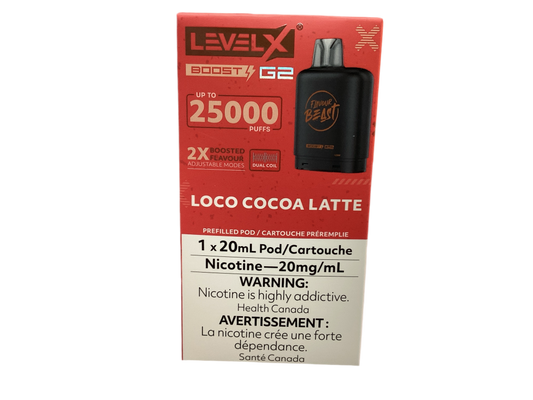 LEVEL X
BOOST G2
UP TO
25000
PUFFS
FLAVOUR
BEAST
2X BOOSTED
FLAVOUR
ADJUSTABLE MODES
DUAL COIL
LOCO COCOA LATTE
PREFILLED POD / CARTOUCHE PRÉREMPLIE
1 x 20mL Pod/Cartouche
Nicotine—20mg/mL
WARNING:
Nicotine is highly addictive.
Health Canada
AVERTISSEMENT :
La nicotine crée une forte
dépendance.
Santé Canada